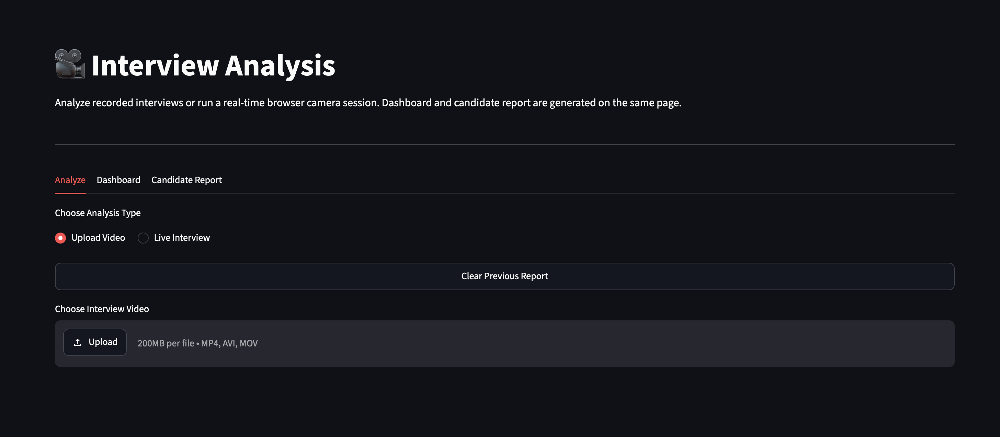 Interview Analysis
Analyze recorded interviews or run a real-time browser camera session. Dashboard and candidate report are generated on the same page.
Analyze Dashboard Candidate Report
Choose Analysis Type
Upload Video Live Interview
Clear Previous Report
Choose Interview Video
Upload 200MB per file • MP4, AVI, MOV